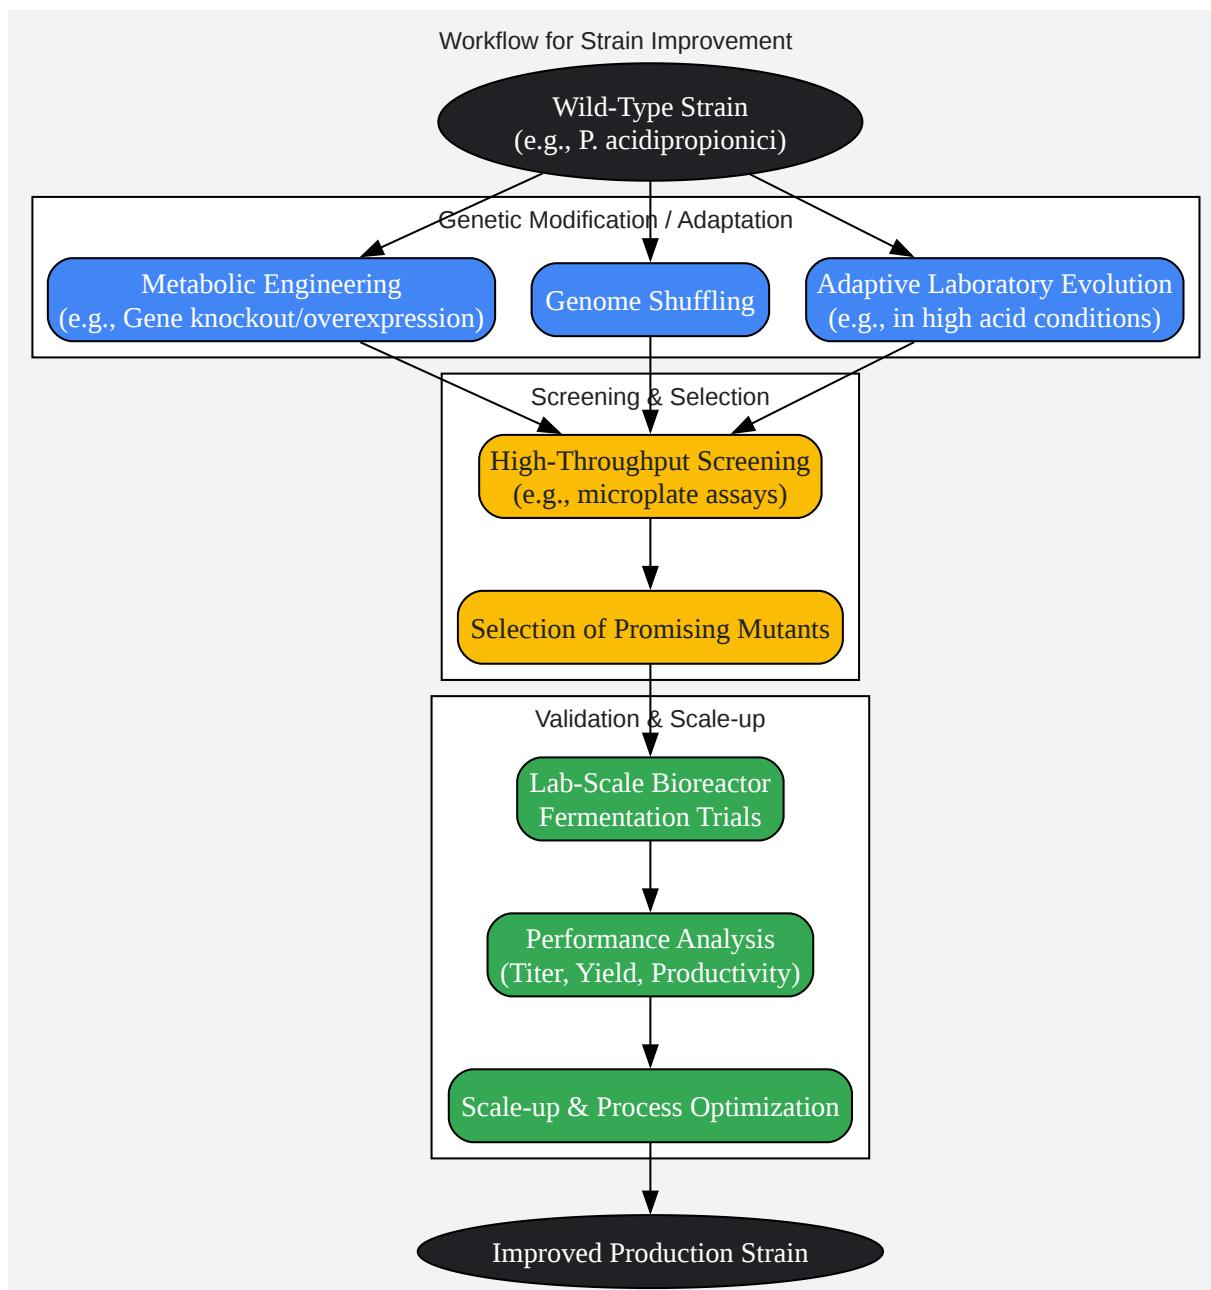 Workflow for Strain Improvement
Wild-Type Strain
(e.g., P. acidipropionici)
Genetic Modification / Adaptation
Metabolic Engineering
(e.g., Gene knockout/overexpression)
Genome Shuffling
Adaptive Laboratory Evolution
(e.g., in high acid conditions)
Screening & Selection
High-Throughput Screening
(e.g., microplate assays)
Selection of Promising Mutants
Validation & Scale-up
Lab-Scale Bioreactor
Fermentation Trials
Performance Analysis
(Titer, Yield, Productivity)
Scale-up & Process Optimization
Improved Production Strain